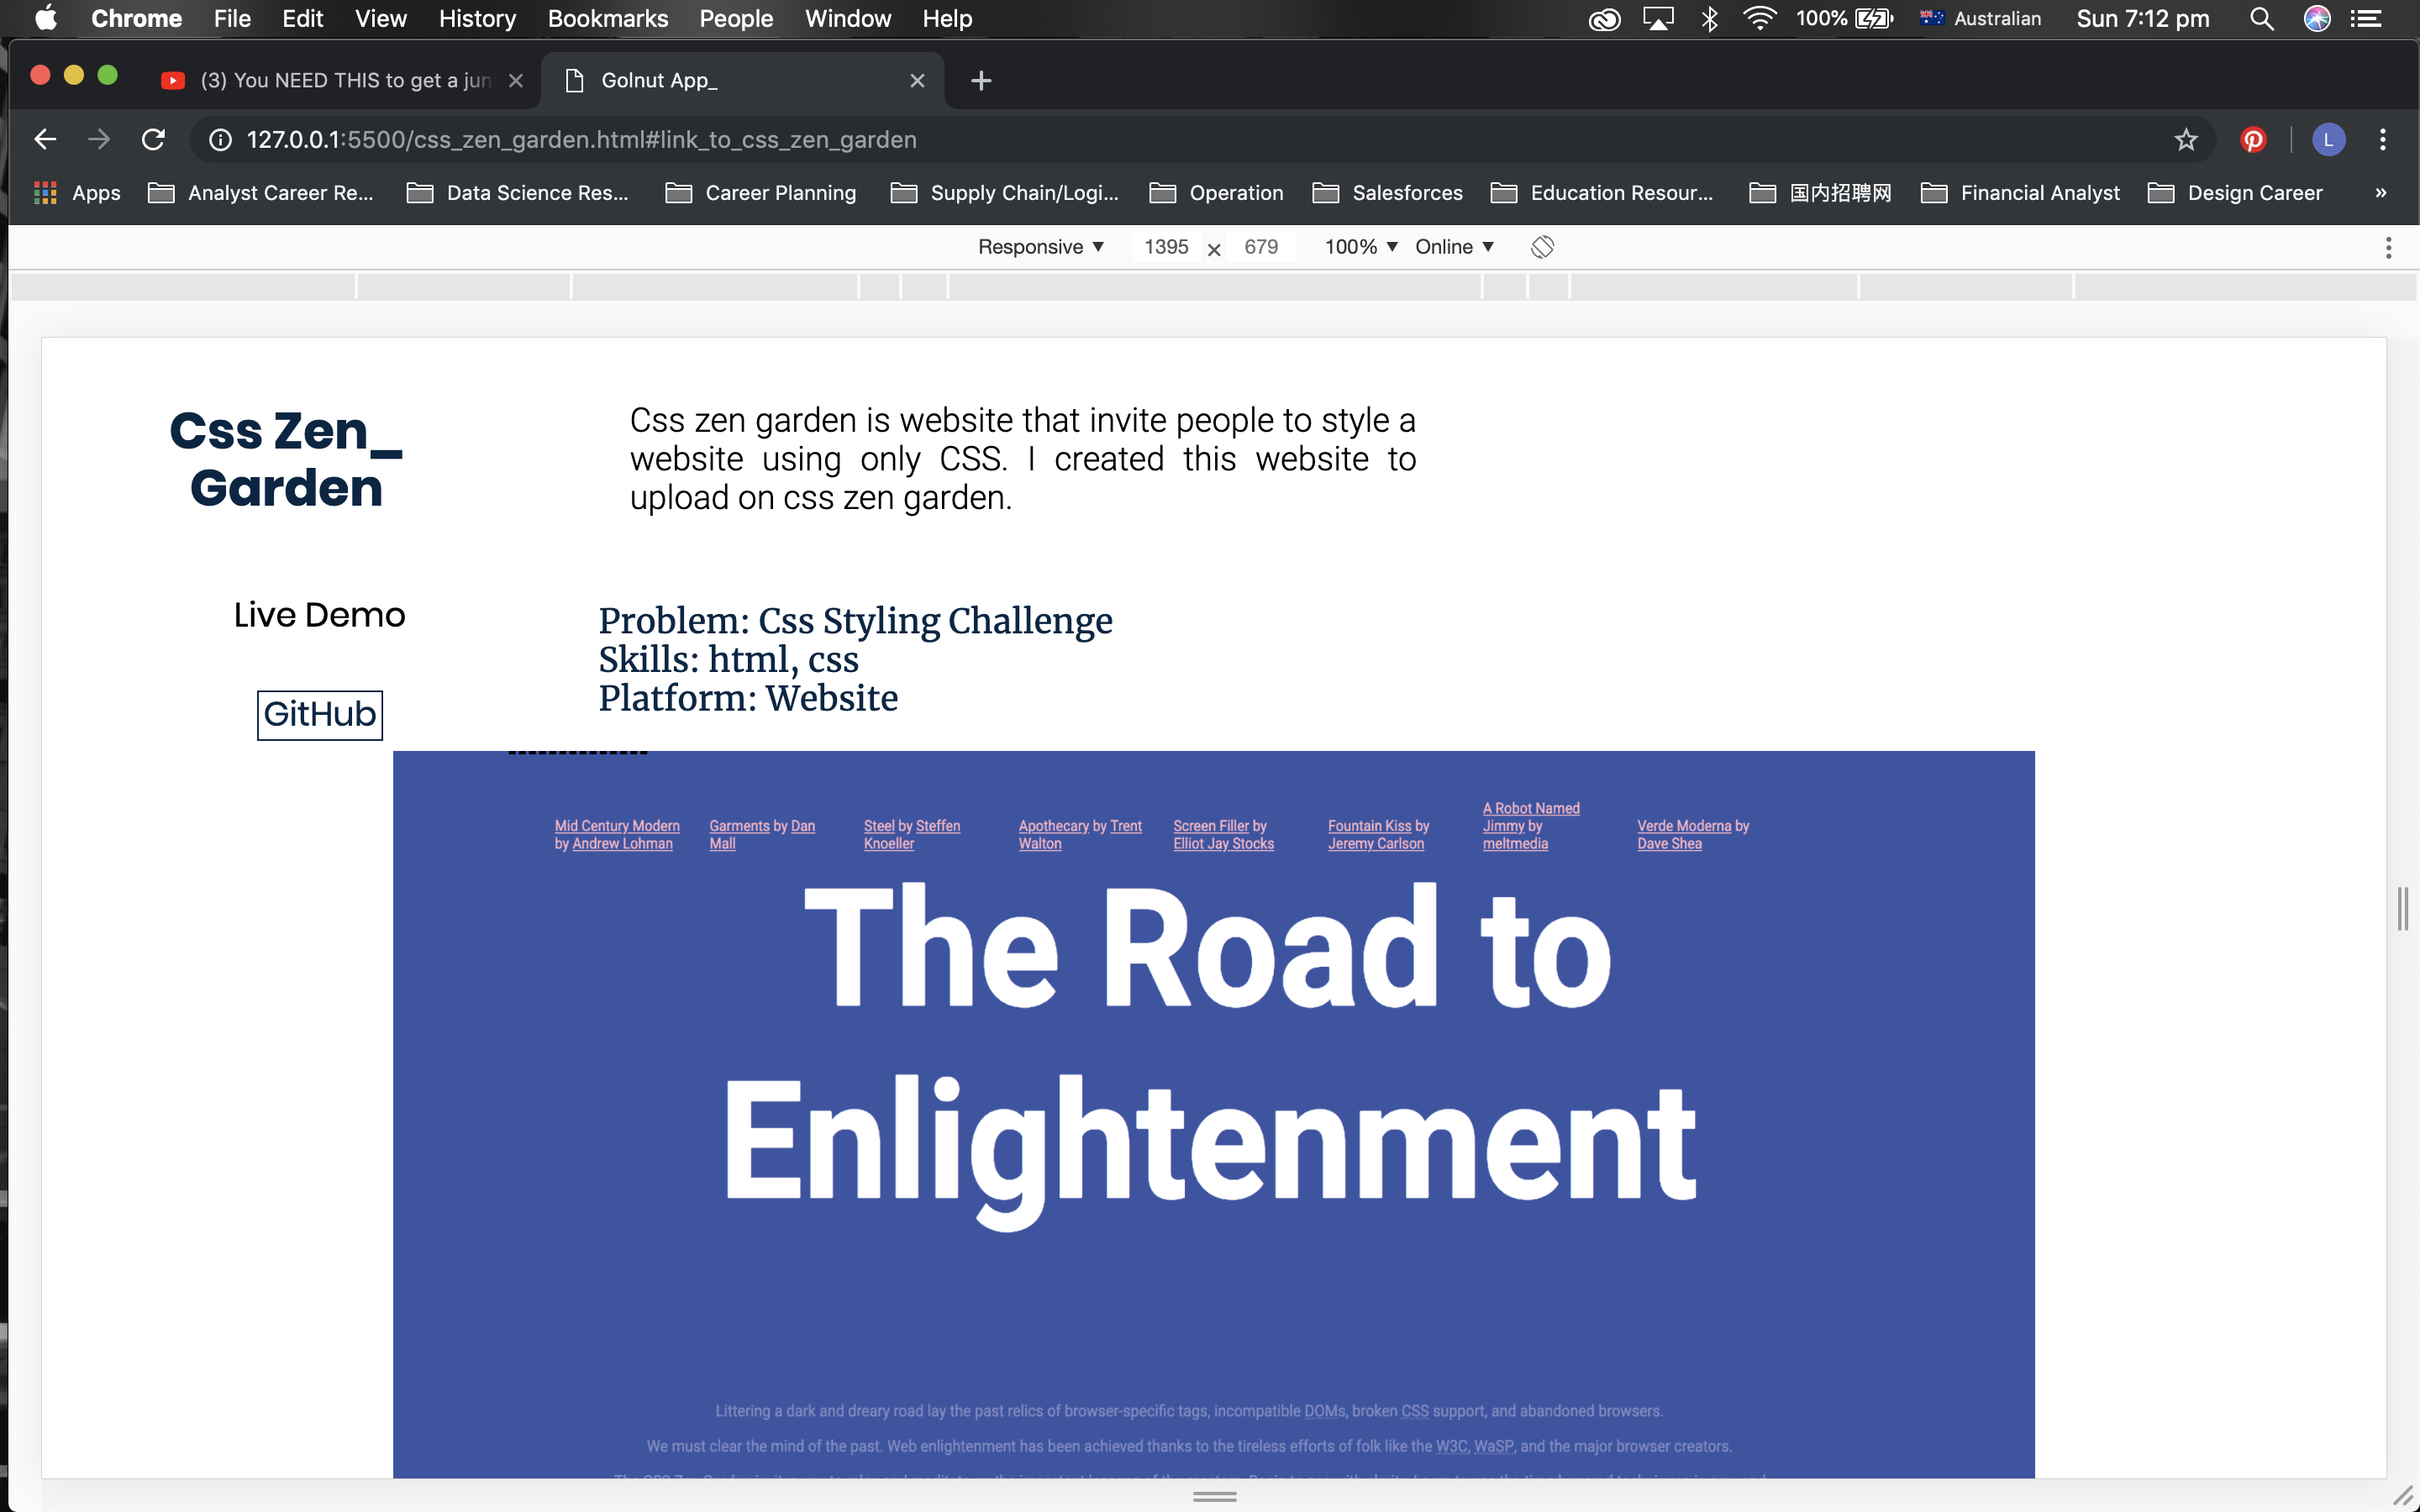 Chrome File Edit View History Bookmarks People Window Help 100% Australian Sun 7:12 pm
(3) You NEED THIS to get a jun Golnut App_
127.0.0.1:5500/css_zen_garden.html#link_to_css_zen_garden L
Apps Analyst Career Re... Data Science Res... Career Planning Supply Chain/Logi... Operation Salesforces Education Resour... 国内招聘网 Financial Analyst Design Career »
Responsive 1395 × 679 100% Online
Css Zen_
Garden
Css zen garden is website that invite people to style a
website using only CSS. I created this website to
upload on css zen garden.
Live Demo
GitHub
Problem: Css Styling Challenge
Skills: html, css
Platform: Website
Mid Century Modern
by Andrew Lohman
Garments by Dan
Mall
Steel by Steffen
Knoeller
Apothecary by Trent
Walton
Screen Filler by
Elliot Jay Stocks
Fountain Kiss by
Jeremy Carlson
A Robot Named
Jimmy by
meltmedia
Verde Moderna by
Dave Shea
The Road to
Enlightenment
Littering a dark and dreary road lay the past relics of browser-specific tags, incompatible DOMs, broken CSS support, and abandoned browsers.
We must clear the mind of the past. Web enlightenment has been achieved thanks to the tireless efforts of folk like the W3C, WaSP, and the major browser creators.